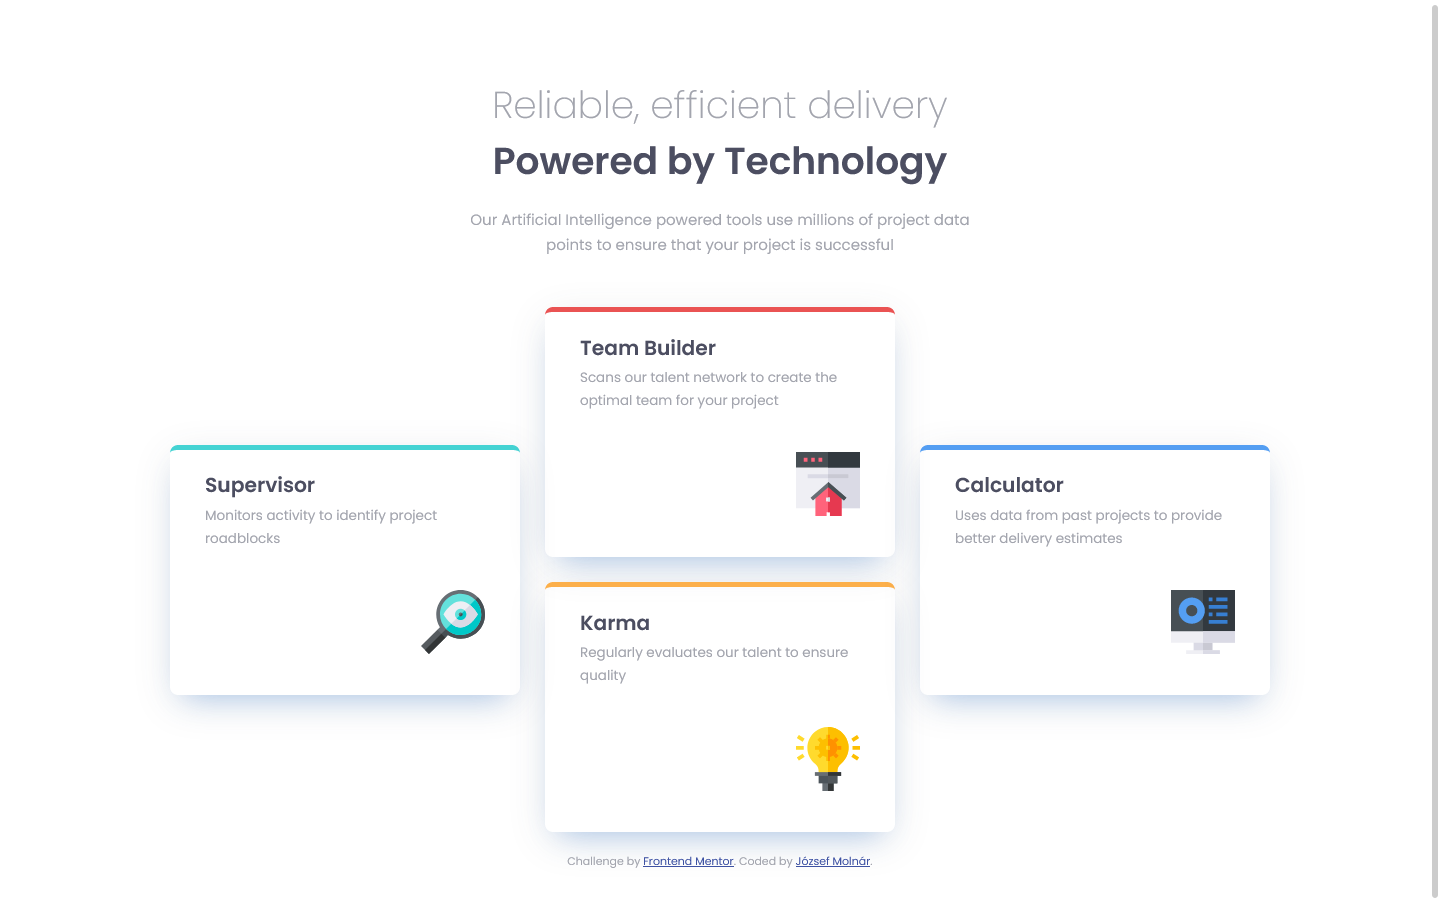 Reliable, efficient delivery
Powered by Technology
Our Artificial Intelligence powered tools use millions of project data
points to ensure that your project is successful
Team Builder
Scans our talent network to create the
optimal team for your project
Supervisor
Monitors activity to identify project
roadblocks
Calculator
Uses data from past projects to provide
better delivery estimates
Karma
Regularly evaluates our talent to ensure
quality
Challenge by Frontend Mentor. Coded by József Molnár.